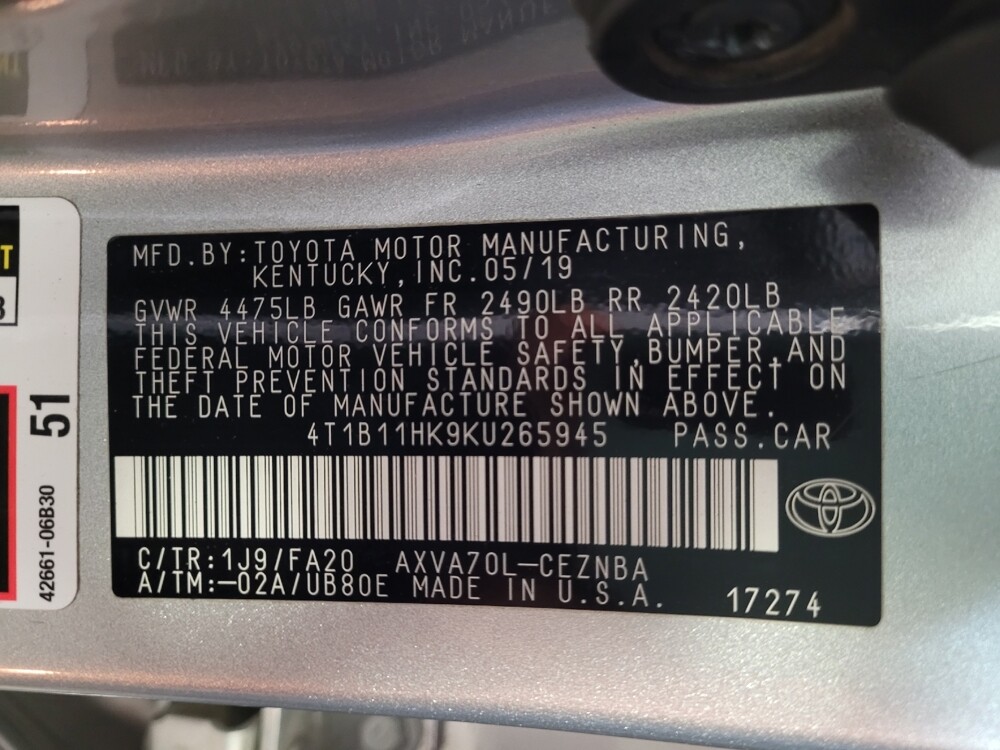 MFD.BY:TOYOTA MOTOR MANUFACTURING,
KENTUCKY,INC.05/19
GVWR 4475LB GAWR FR 2490LB RR 2420LB
THIS VEHICLE CONFORMS TO ALL APPLICABLE
FEDERAL MOTOR VEHICLE SAFETY,BUMPER,AND
THEFT PREVENTION STANDARDS IN EFFECT ON
THE DATE OF MANUFACTURE SHOWN ABOVE.
4T1B11HK9KU265945 PASS.CAR
C/TR:1J9/FA20 AXVA70L-CEZNBA
A/TM:-02A/UB80E MADE IN U.S.A.
17274
T
51
42661-06B30